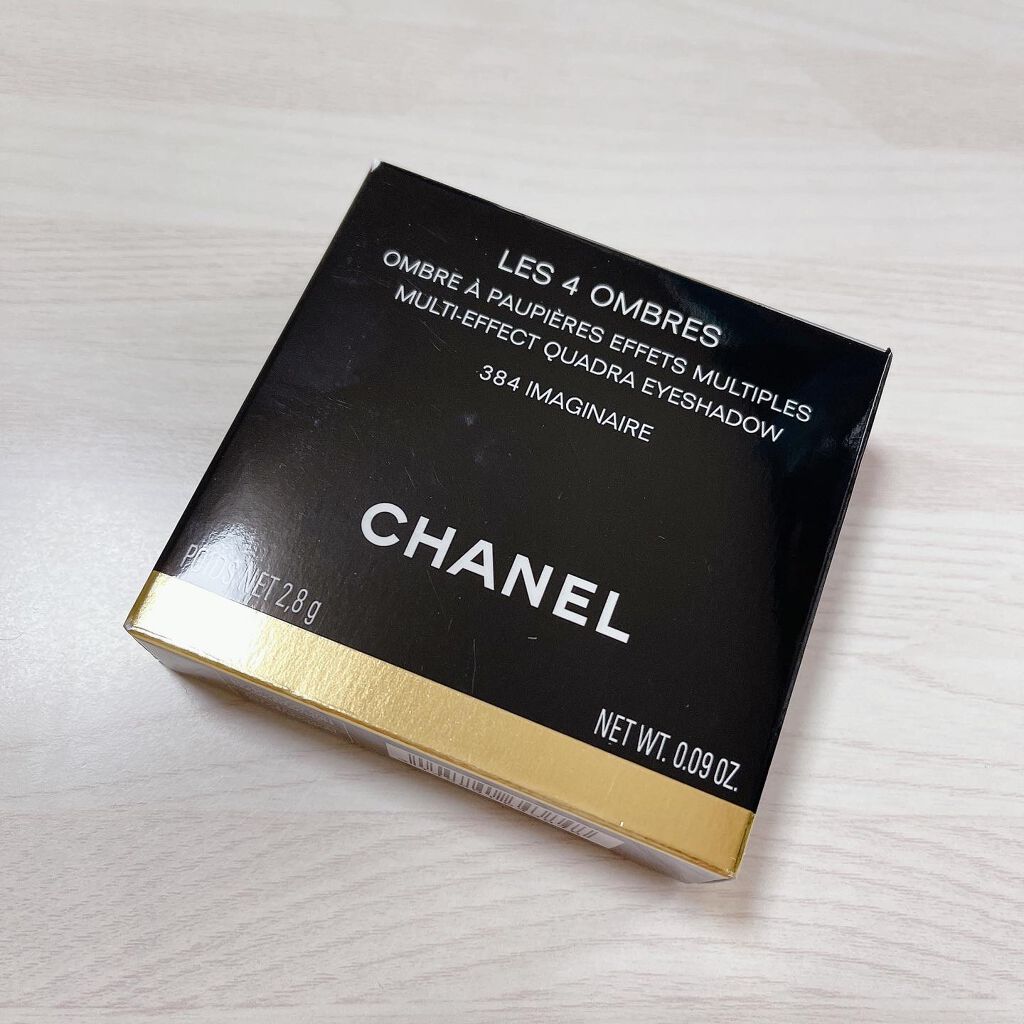 LES 4 OMBRES
OMBRE À PAUPIÈRES EFFETS MULTIPLES
MULTI-EFFECT QUADRA EYESHADOW
384 IMAGINAIRE
CHANEL
POIDS NET 2,8 g
NET WT. 0.09 OZ.